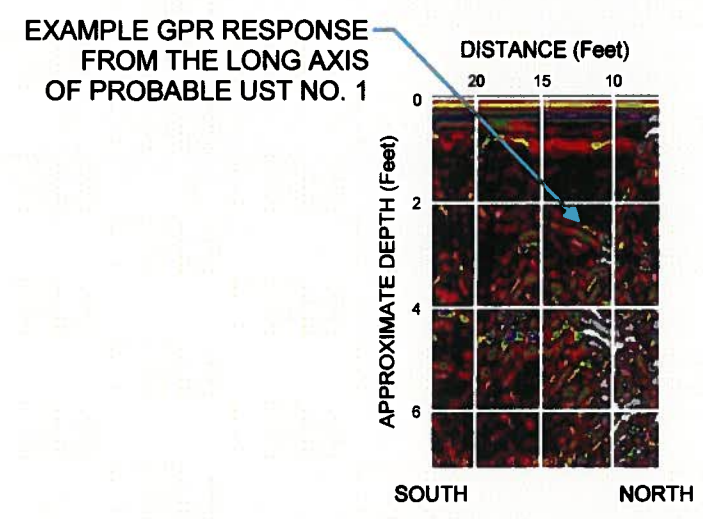 EXAMPLE GPR RESPONSE
FROM THE LONG AXIS
OF PROBABLE UST NO. 1
DISTANCE (Feet)
20 15 10
0
2
4
6
APPROXIMATE DEPTH (Feet)
SOUTH NORTH